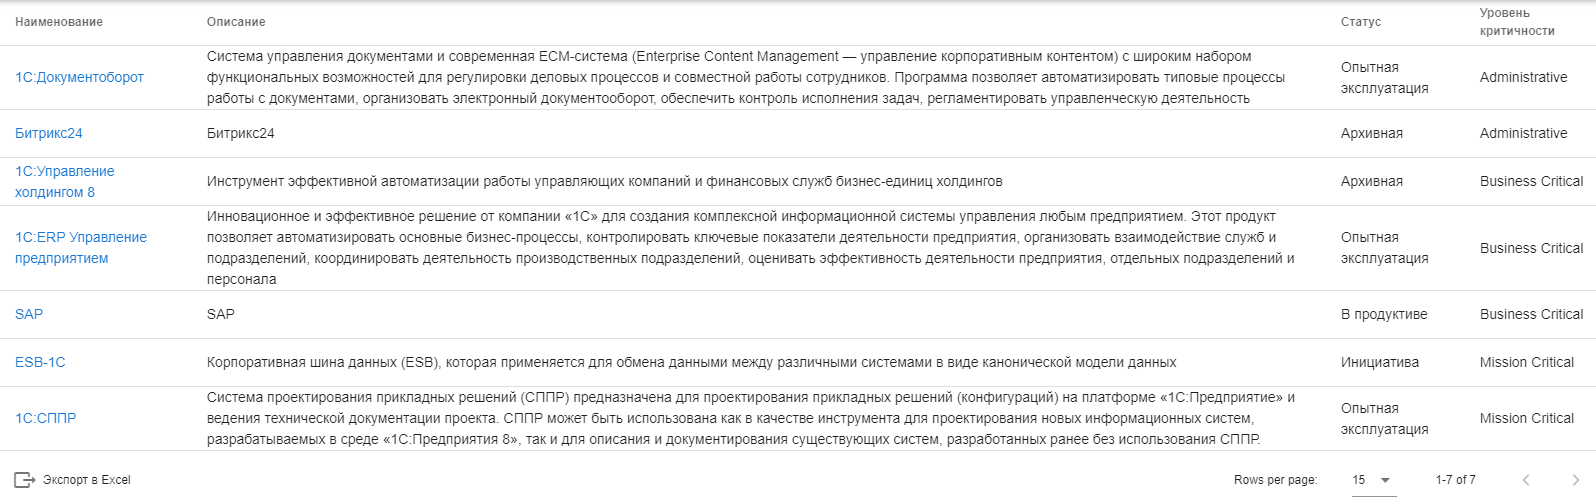 Наименование
Описание
Статус
Уровень
критичности
1С:Документооборот
Система управления документами и современная ECM-система (Enterprise Content Management — управление корпоративным контентом) с широким набором
функциональных возможностей для регулировки деловых процессов и совместной работы сотрудников. Программа позволяет автоматизировать типовые процессы
работы с документами, организовать электронный документооборот, обеспечить контроль исполнения задач, регламентировать управленческую деятельность
Опытная
эксплуатация
Administrative
Битрикс24
Битрикс24
Архивная
Administrative
1С:Управление
холдингом 8
Инструмент эффективной автоматизации работы управляющих компаний и финансовых служб бизнес-единиц холдингов
Архивная
Business Critical
1С:ERP Управление
предприятием
Инновационное и эффективное решение от компании «1С» для создания комплексной информационной системы управления любым предприятием. Этот продукт
позволяет автоматизировать основные бизнес-процессы, контролировать ключевые показатели деятельности предприятия, организовать взаимодействие служб и
подразделений, координировать деятельность производственных подразделений, оценивать эффективность деятельности предприятия, отдельных подразделений и
персонала
Опытная
эксплуатация
Business Critical
SAP
SAP
В продуктиве
Business Critical
ESB-1C
Корпоративная шина данных (ESB), которая применяется для обмена данными между различными системами в виде канонической модели данных
Инициатива
Mission Critical
1С:СППР
Система проектирования прикладных решений (СППР) предназначена для проектирования прикладных решений (конфигураций) на платформе «1С:Предприятие» и
ведения технической документации проекта. СППР может быть использована как в качестве инструмента для проектирования новых информационных систем,
разрабатываемых в среде «1С:Предприятия 8», так и для описания и документирования существующих систем, разработанных ранее без использования СППР.
Опытная
эксплуатация
Mission Critical
Экспорт в Excel
Rows per page:
15
1-7 of 7